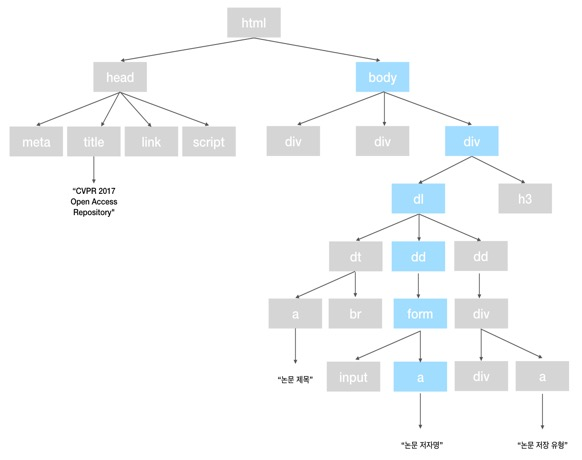 html
head
body
meta
title
link
script
div
div
div
"CVPR 2017
Open Access
Repository"
dl
h3
dt
dd
dd
a
br
form
div
"논문 제목"
input
a
div
a
"논문 저자명"
"논문 저장 유형"